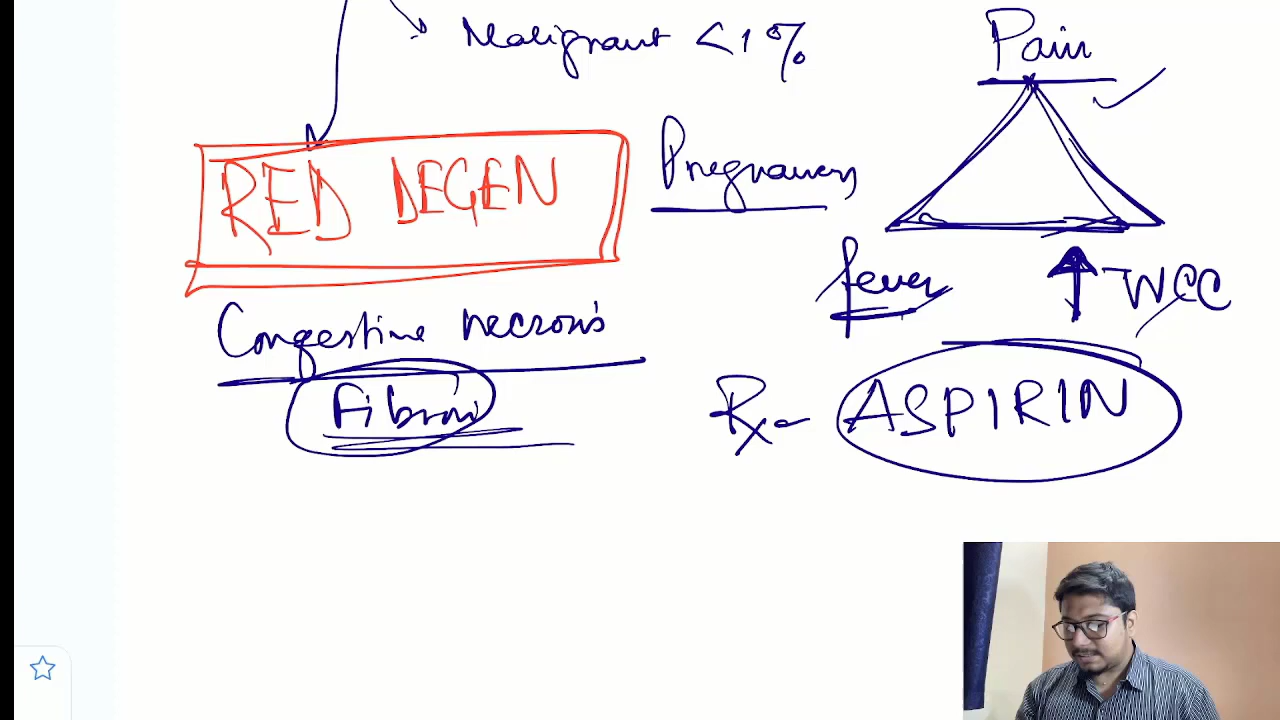 Malignant <1%
Pain
RED DEGEN
Pregnancy
fever
↑ WCC
Congestive necrosis
Fibroid
Rx - ASPIRIN